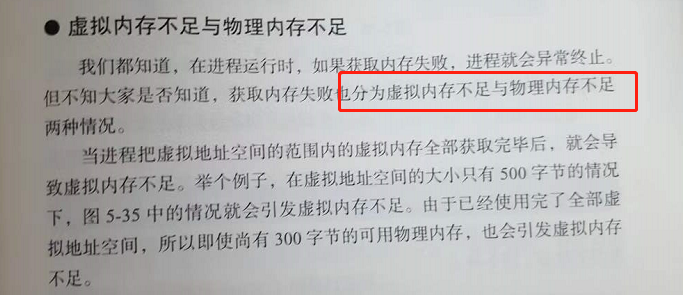 ● 虚拟内存不足与物理内存不足
我们都知道，在进程运行时，如果获取内存失败，进程就会异常终止。
但不知大家是否知道，获取内存失败也分为虚拟内存不足与物理内存不足
两种情况。
当进程把虚拟地址空间的范围内的虚拟内存全部获取完毕后，就会导
致虚拟内存不足。举个例子，在虚拟地址空间的大小只有 500 字节的情况
下，图 5-35 中的情况就会引发虚拟内存不足。由于已经使用完了全部虚
拟地址空间，所以即使尚有 300 字节的可用物理内存，也会引发虚拟内存
不足。